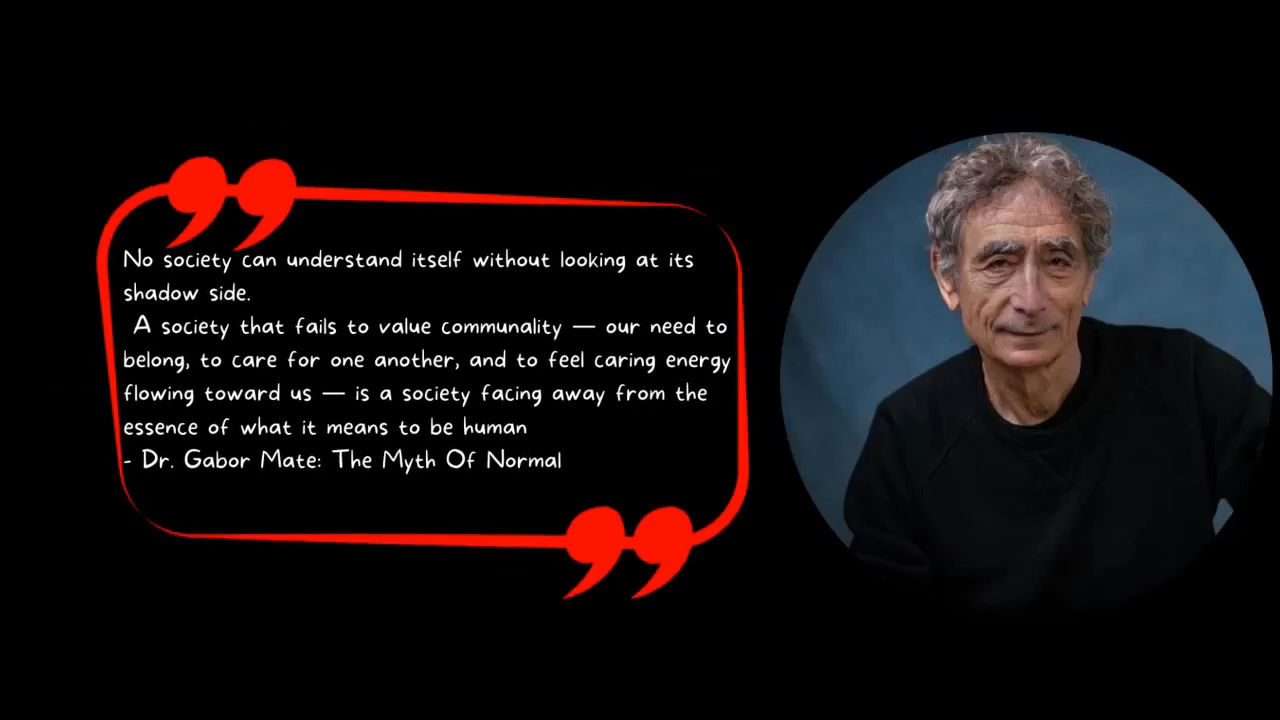 No society can understand itself without looking at its
shadow side.
A society that fails to value communality — our need to
belong, to care for one another, and to feel caring energy
flowing toward us — is a society facing away from the
essence of what it means to be human
- Dr. Gabor Mate: The Myth Of Normal